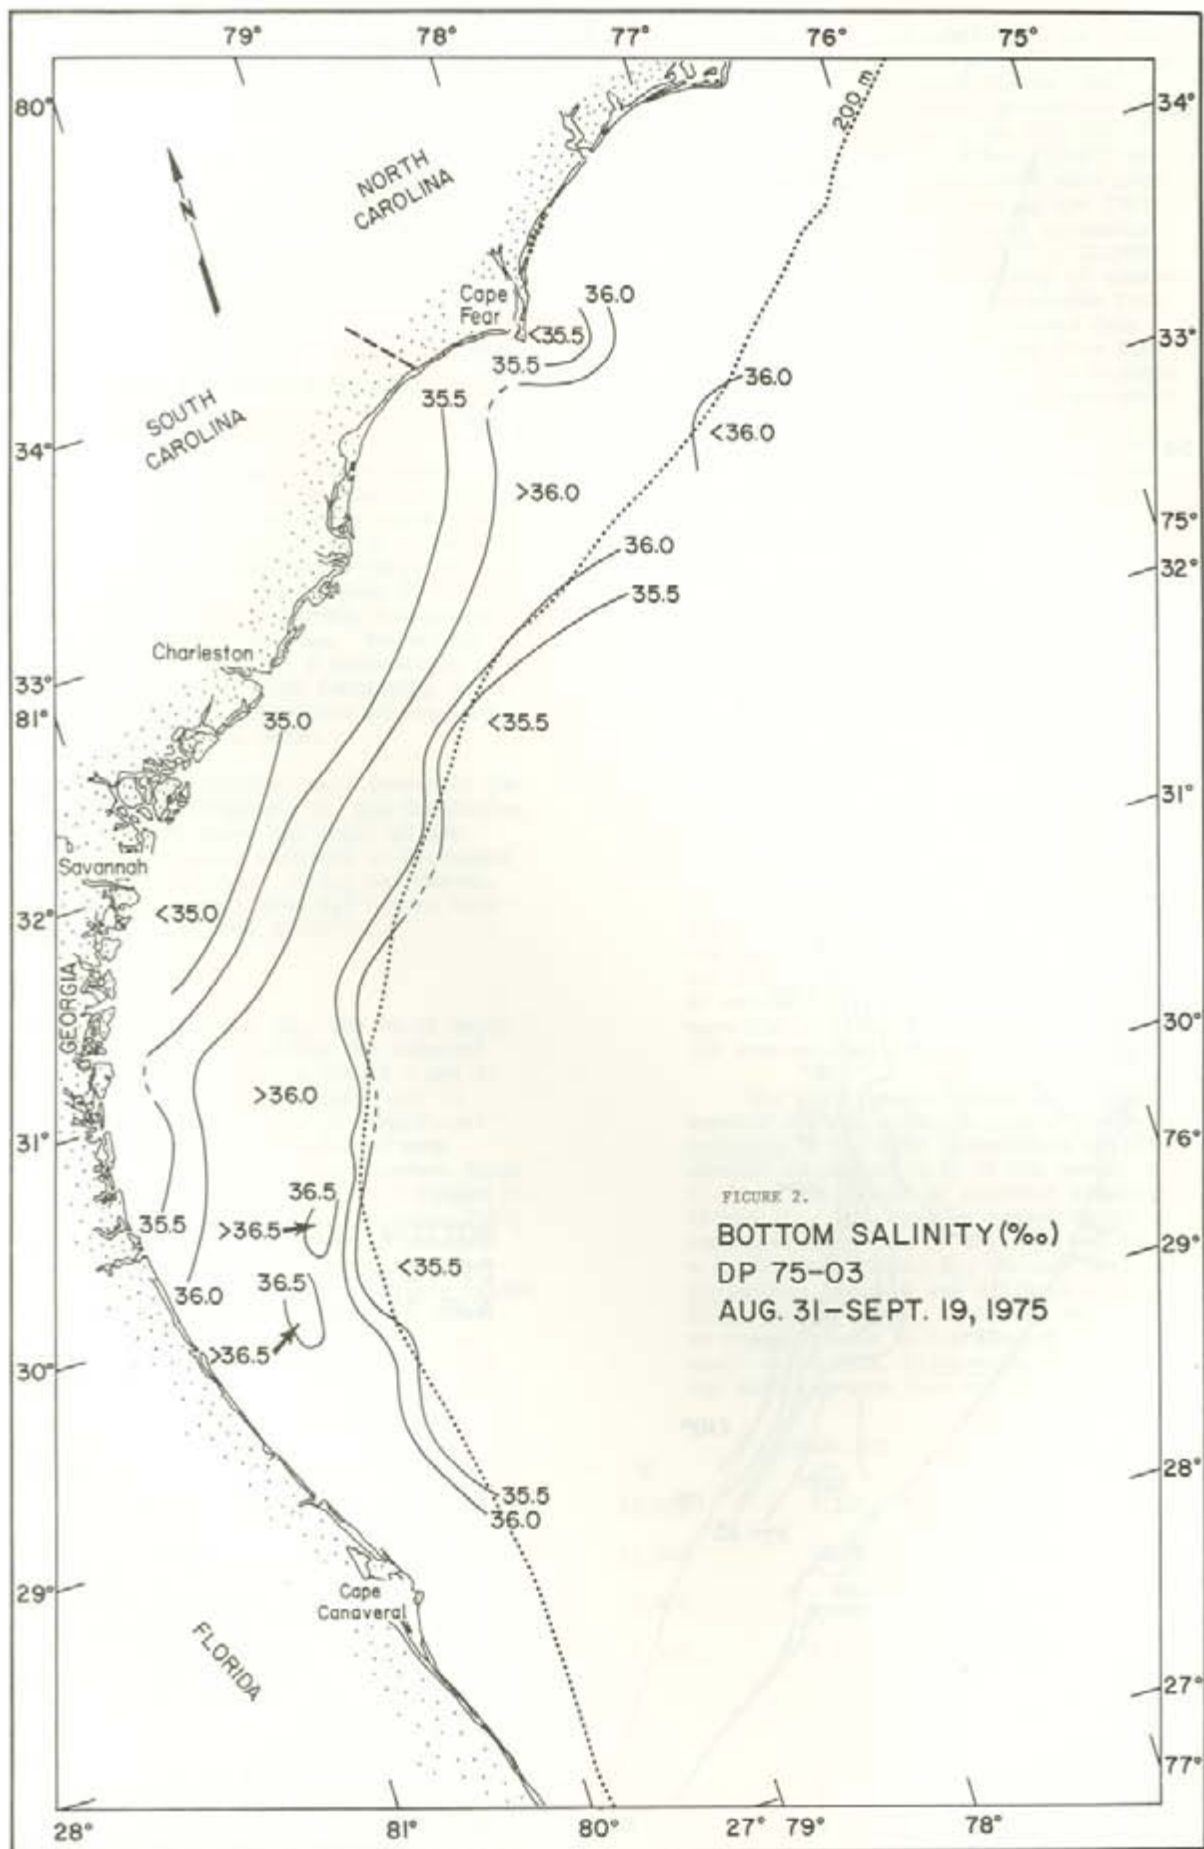 79° 78° 77° 76° 75°
80° 34°
200 m
NORTH
CAROLINA
N
Cape
Fear
36.0
<35.5
33°
35.5
36.0
35.5
<36.0
SOUTH
CAROLINA
34°
>36.0
75°
36.0
32°
35.5
Charleston
33°
81°
35.0
<35.5
31°
Savannah
32°
<35.0
GEORGIA
30°
>36.0
31°
76°
36.5
35.5
>36.5
FIGURE 2.
BOTTOM SALINITY (‰)
29°
<35.5
DP 75-03
36.5
36.0
AUG. 31-SEPT. 19, 1975
>36.5
30°
28°
35.5
36.0
29°
Cape
Canaveral
FLORIDA
27°
77°
28° 81° 80° 27° 79° 78°